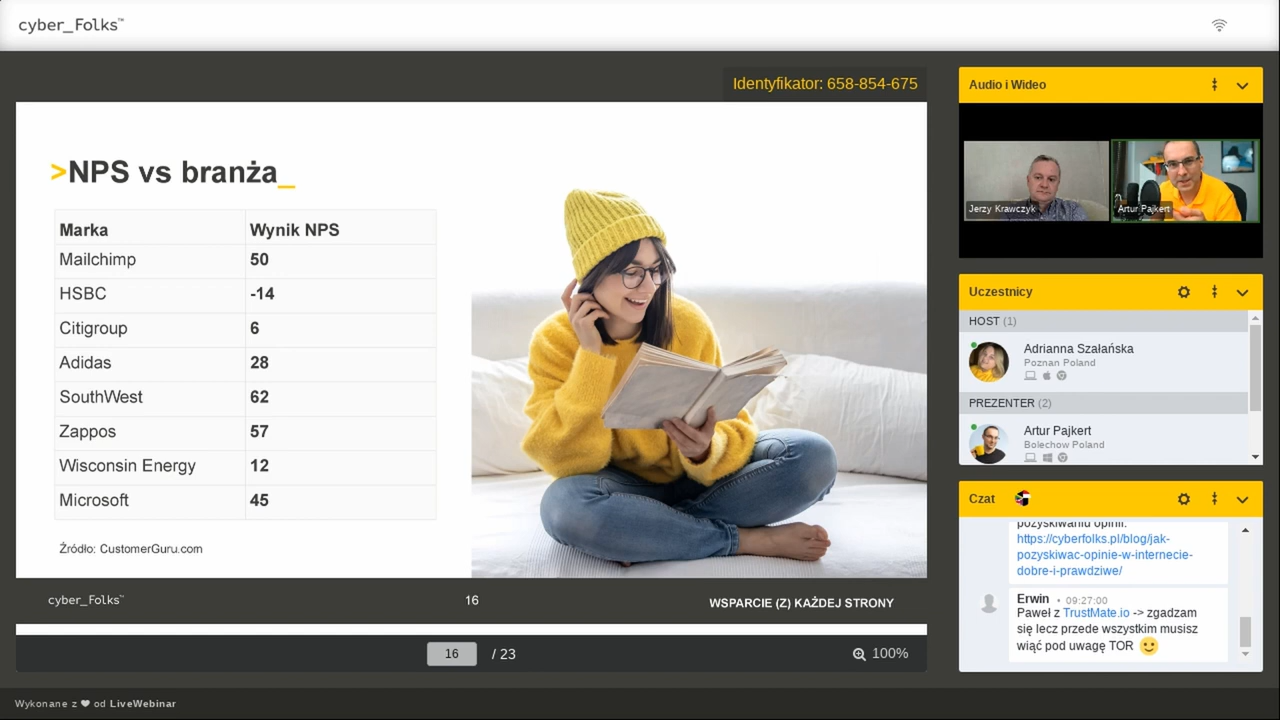 cyber_Folks™
Identyfikator: 658-854-675
>NPS vs branża_
Marka Wynik NPS
Mailchimp 50
HSBC -14
Citigroup 6
Adidas 28
SouthWest 62
Zappos 57
Wisconsin Energy 12
Microsoft 45
Źródło: CustomerGuru.com
cyber_Folks™
16
WSPARCIE (Z) KAŻDEJ STRONY
16 / 23
100%
Wykonane z ❤ od LiveWebinar
Audio i Wideo
Jerzy Krawczyk
Artur Pajkert
Uczestnicy
HOST (1)
Adrianna Szałańska
Poznan Poland
PREZENTER (2)
Artur Pajkert
Bolechow Poland
Czat
pozyskiwaniu opinii:
https://cyberfolks.pl/blog/jak-
pozyskiwac-opinie-w-internecie-
dobre-i-prawdziwe/
Erwin • 09:27:00
Paweł z TrustMate.io -> zgadzam
się lecz przede wszystkim musisz
wiąć pod uwagę TOR 🙂